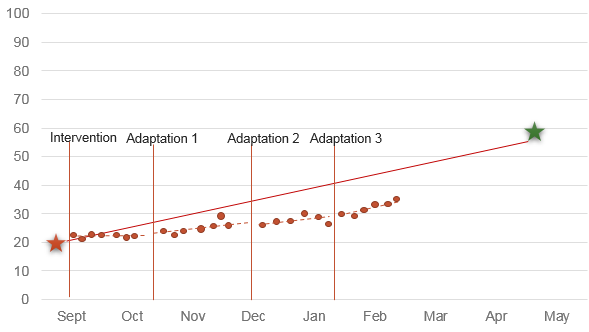 100
90
80
70
60
Intervention
Adaptation 1
Adaptation 2
Adaptation 3
50
40
30
20
10
0
Sept
Oct
Nov
Dec
Jan
Feb
Mar
Apr
May